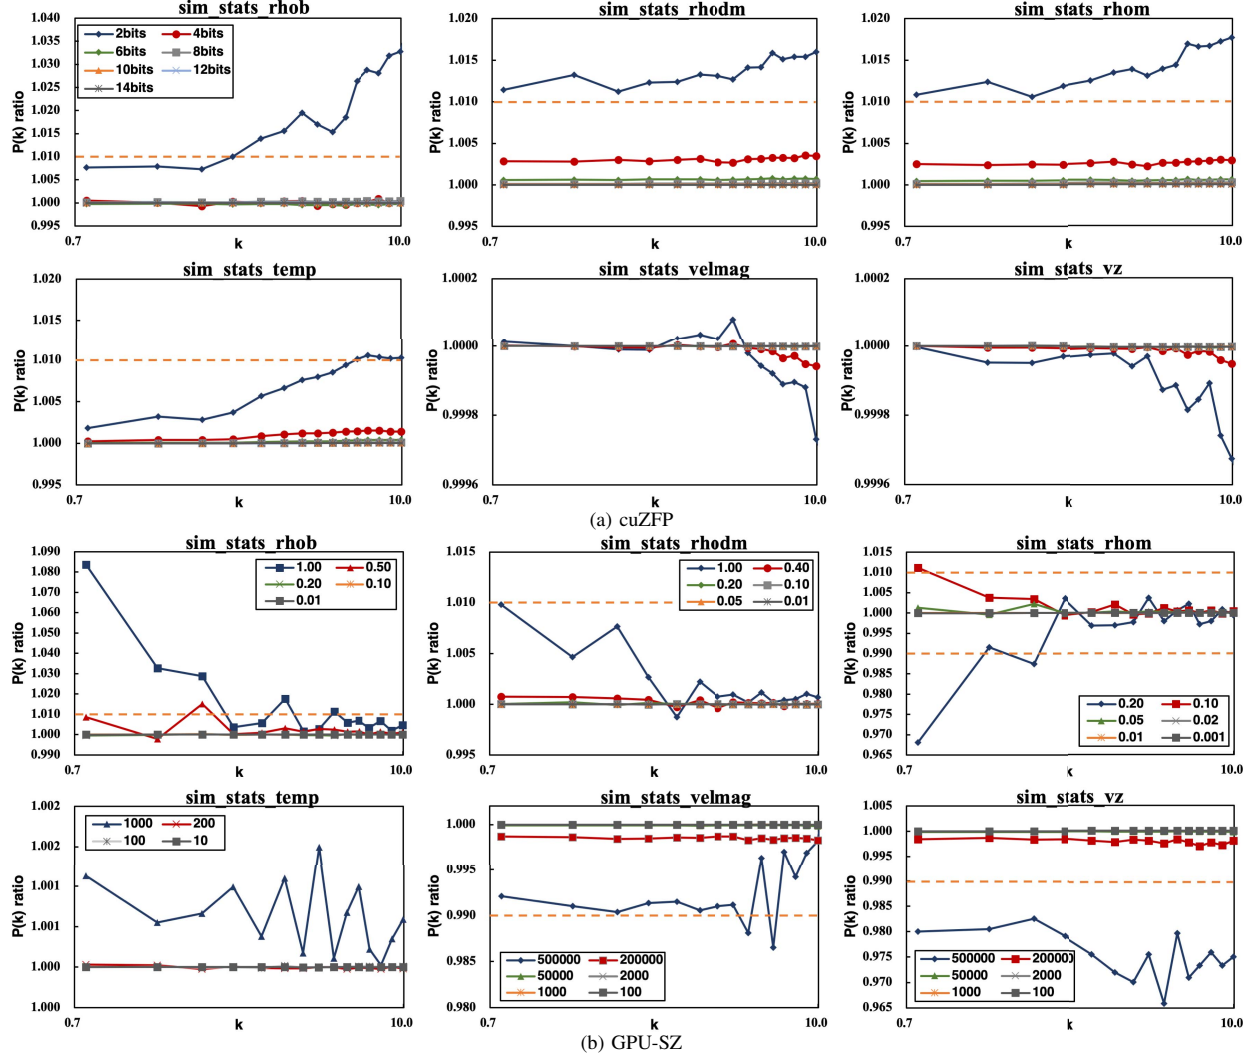 sim_stats_rhob
1.040
1.035
1.030
1.025
1.020
1.015
1.010
1.005
1.000
0.995
P(k) ratio
2bits 4bits
6bits 8bits
10bits 12bits
14bits
0.7 k 10.0
sim_stats_rhodm
1.020
1.015
1.010
1.005
1.000
0.995
P(k) ratio
0.7 k 10.0
sim_stats_rhom
1.020
1.015
1.010
1.005
1.000
0.995
P(k) ratio
0.7 k 10.0
sim_stats_temp
1.020
1.015
1.010
1.005
1.000
0.995
P(k) ratio
0.7 k 10.0
sim_stats_velmag
1.0002
1.0000
0.9998
0.9996
P(k) ratio
0.7 k 10.0
sim_stats_vz
1.0002
1.0000
0.9998
0.9996
P(k) ratio
0.7 k 10.0
(a) cuZFP
sim_stats_rhob
1.090
1.080
1.070
1.060
1.050
1.040
1.030
1.020
1.010
1.000
0.990
P(k) ratio
1.00 0.50
0.20 0.10
0.01
0.7 k 10.0
sim_stats_rhodm
1.015
1.010
1.005
1.000
0.995
P(k) ratio
1.00 0.40
0.20 0.10
0.05 0.01
0.7 k 10.0
sim_stats_rhom
1.015
1.010
1.005
1.000
0.995
0.990
0.985
0.980
0.975
0.970
0.965
P(k) ratio
0.20 0.10
0.05 0.02
0.01 0.001
0.7 k 10.0
sim_stats_temp
1.002
1.002
1.001
1.001
1.000
1.000
P(k) ratio
1000 200
100 10
0.7 k 10.0
sim_stats_velmag
1.000
0.995
0.990
0.985
0.980
P(k) ratio
500000 200000
50000 2000
1000 100
0.7 k 10.0
sim_stats_vz
1.005
1.000
0.995
0.990
0.985
0.980
0.975
0.970
0.965
P(k) ratio
500000 200000
50000 2000
1000 100
0.7 k 10.0
(b) GPU-SZ